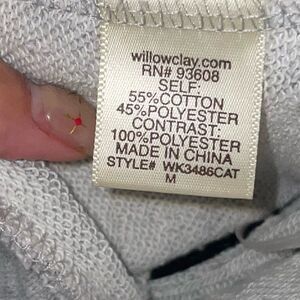 willowclay.com
RN# 93608
SELF:
55%COTTON
45%POLYESTER
CONTRAST:
100%POLYESTER
MADE IN CHINA
STYLE# WK3486CAT
M